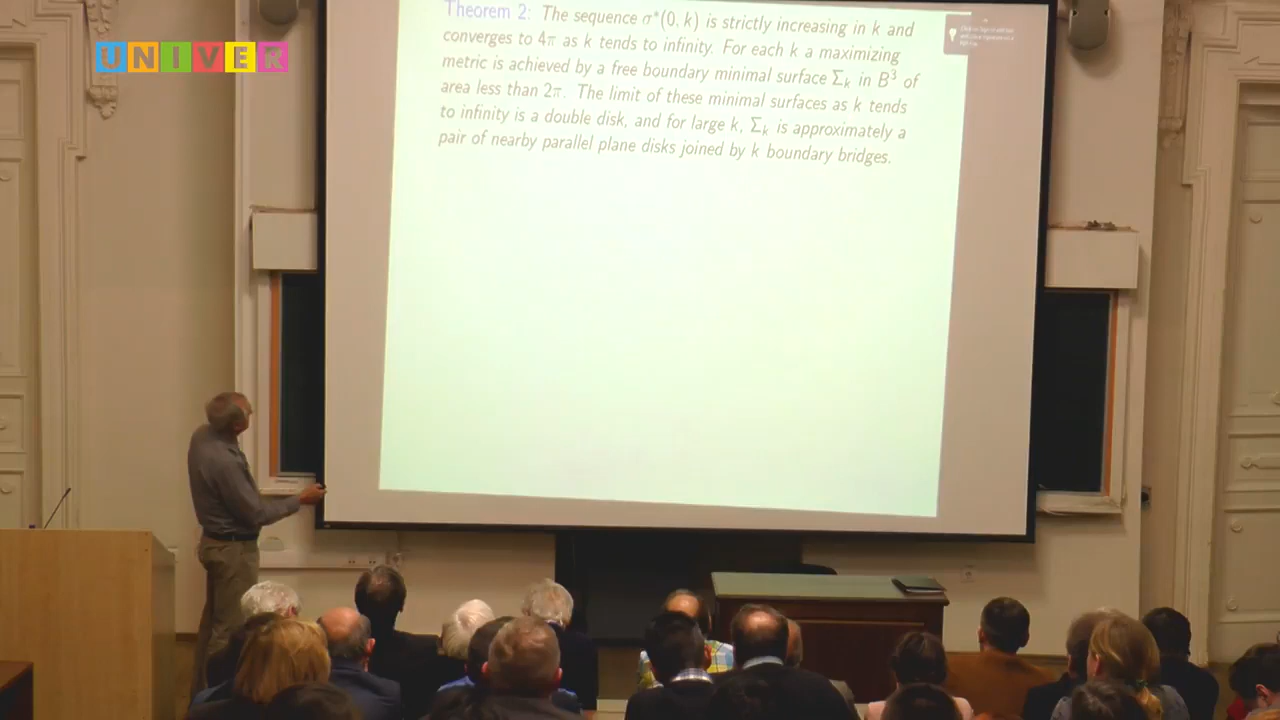 UNIVER
Theorem 2: The sequence σ*(0, k) is strictly increasing in k and
converges to 4π as k tends to infinity. For each k a maximizing
metric is achieved by a free boundary minimal surface Σₖ in B³ of
area less than 2π. The limit of these minimal surfaces as k tends
to infinity is a double disk, and for large k, Σₖ is approximately a
pair of nearby parallel plane disks joined by k boundary bridges.